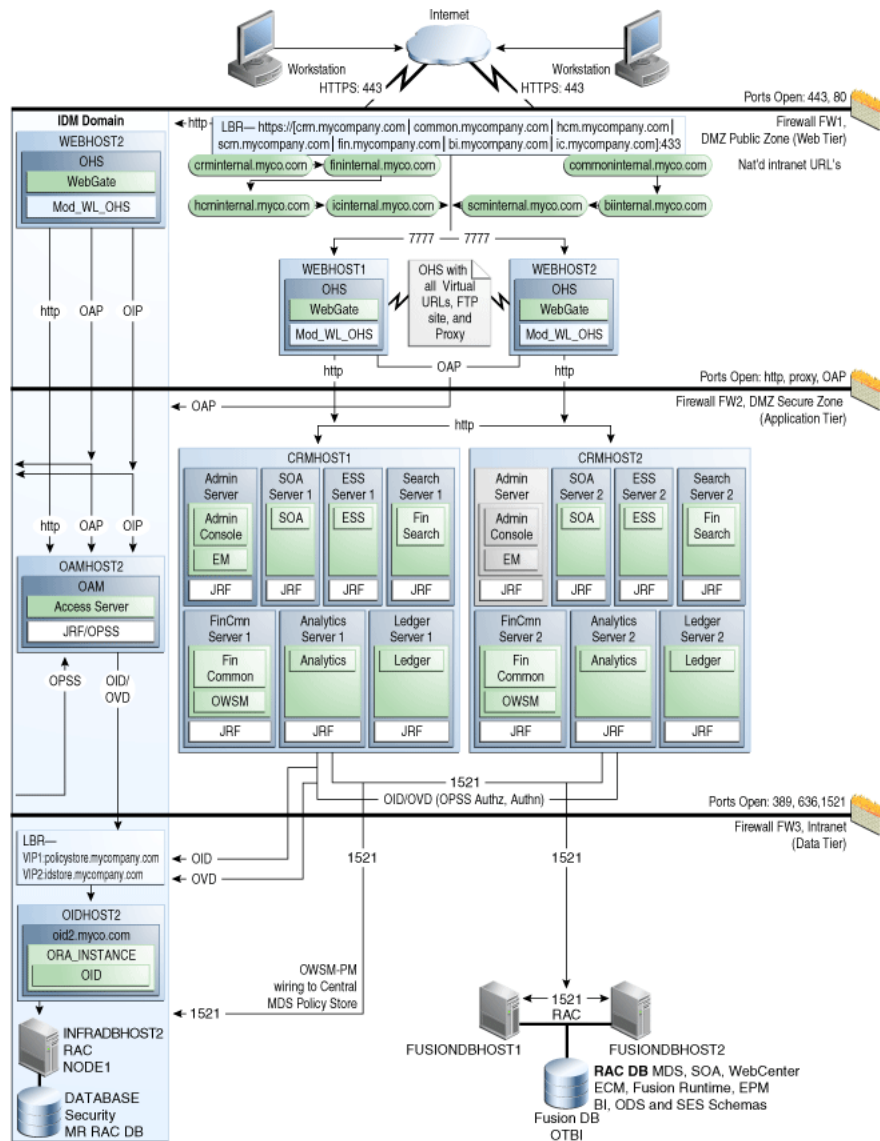 Internet
Workstation
Workstation
HTTPS: 443
HTTPS: 443
Ports Open: 443, 80
Firewall FW1,
DMZ Public Zone (Web Tier)
Nat'd intranet URL's
IDM Domain
WEBHOST2
OHS
WebGate
Mod_WL_OHS
http
LBR— https://[crm.mycompany.com | common.mycompany.com | hcm.mycompany.com |
scm.mycompany.com | fin.mycompany.com | bi.mycompany.com | ic.mycompany.com]:433
crminternal.myco.com
fininternal.myco.com
commoninternal.myco.com
hcminternal.myco.com
icinternal.myco.com
scminternal.myco.com
biinternal.myco.com
7777
7777
WEBHOST1
OHS
WebGate
Mod_WL_OHS
OHS with
all Virtual
URLs, FTP
site, and
Proxy
WEBHOST2
OHS
WebGate
Mod_WL_OHS
http
OAP
OIP
http
OAP
http
Ports Open: http, proxy, OAP
Firewall FW2, DMZ Secure Zone
(Application Tier)
OAP
http
CRMHOST1
Admin
Server
Admin
Console
EM
JRF
SOA
Server 1
SOA
JRF
ESS
Server 1
ESS
JRF
Search
Server 1
Fin
Search
JRF
FinCmn
Server 1
Fin
Common
OWSM
JRF
Analytics
Server 1
Analytics
JRF
Ledger
Server 1
Ledger
JRF
CRMHOST2
Admin
Server
Admin
Console
EM
JRF
SOA
Server 2
SOA
JRF
ESS
Server 2
ESS
JRF
Search
Server 2
Fin
Search
JRF
FinCmn
Server 2
Fin
Common
OWSM
JRF
Analytics
Server 2
Analytics
JRF
Ledger
Server 2
Ledger
JRF
http
OAP
OIP
OAMHOST2
OAM
Access Server
JRF/OPSS
OPSS
OID/
OVD
1521
OID/OVD (OPSS Authz, Authn)
Ports Open: 389, 636,1521
Firewall FW3, Intranet
(Data Tier)
LBR—
VIP1:policystore.mycompany.com
VIP2:idstore.mycompany.com
OID
OVD
1521
1521
OIDHOST2
oid2.myco.com
ORA_INSTANCE
OID
OWSM-PM
wiring to Central
MDS Policy Store
1521
INFRADBHOST2
RAC
NODE1
DATABASE
Security
MR RAC DB
1521
RAC
FUSIONDBHOST1
FUSIONDBHOST2
RAC DB MDS, SOA, WebCenter
ECM, Fusion Runtime, EPM
BI, ODS and SES Schemas
Fusion DB
OTBI